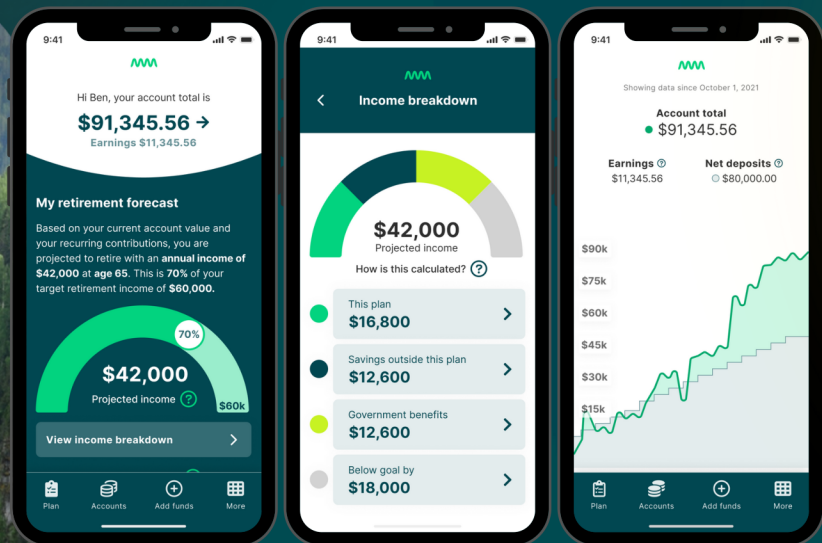 9:41
Hi Ben, your account total is
$91,345.56 →
Earnings $11,345.56
My retirement forecast
Based on your current account value and
your recurring contributions, you are
projected to retire with an annual income of
$42,000 at age 65. This is 70% of your
target retirement income of $60,000.
70%
$42,000
Projected income ?
$60k
View income breakdown
Plan
Accounts
Add funds
More
9:41
Income breakdown
$42,000
Projected income
How is this calculated? ?
This plan
$16,800
Savings outside this plan
$12,600
Government benefits
$12,600
Below goal by
$18,000
9:41
Showing data since October 1, 2021
Account total
$91,345.56
Earnings ?
$11,345.56
Net deposits ?
$80,000.00
$90k
$75k
$60k
$45k
$30k
$15k
Plan
Accounts
Add funds
More